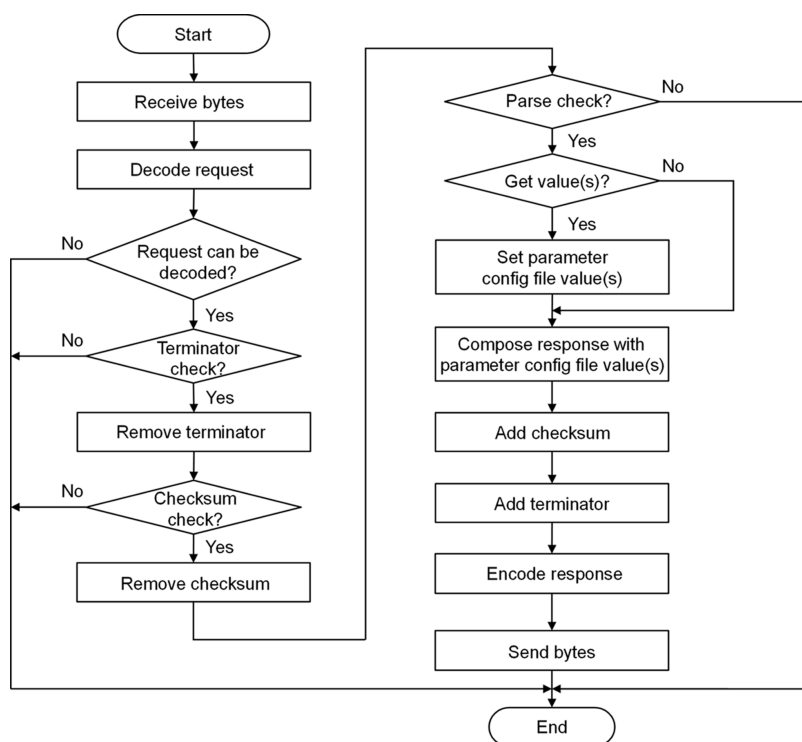 Start
Receive bytes
Decode request
No
Request can be
decoded?
Yes
No
Terminator
check?
Yes
Remove terminator
No
Checksum
check?
Yes
Remove checksum
Parse check?
No
Yes
Get value(s)?
No
Yes
Set parameter
config file value(s)
Compose response with
parameter config file value(s)
Add checksum
Add terminator
Encode response
Send bytes
End